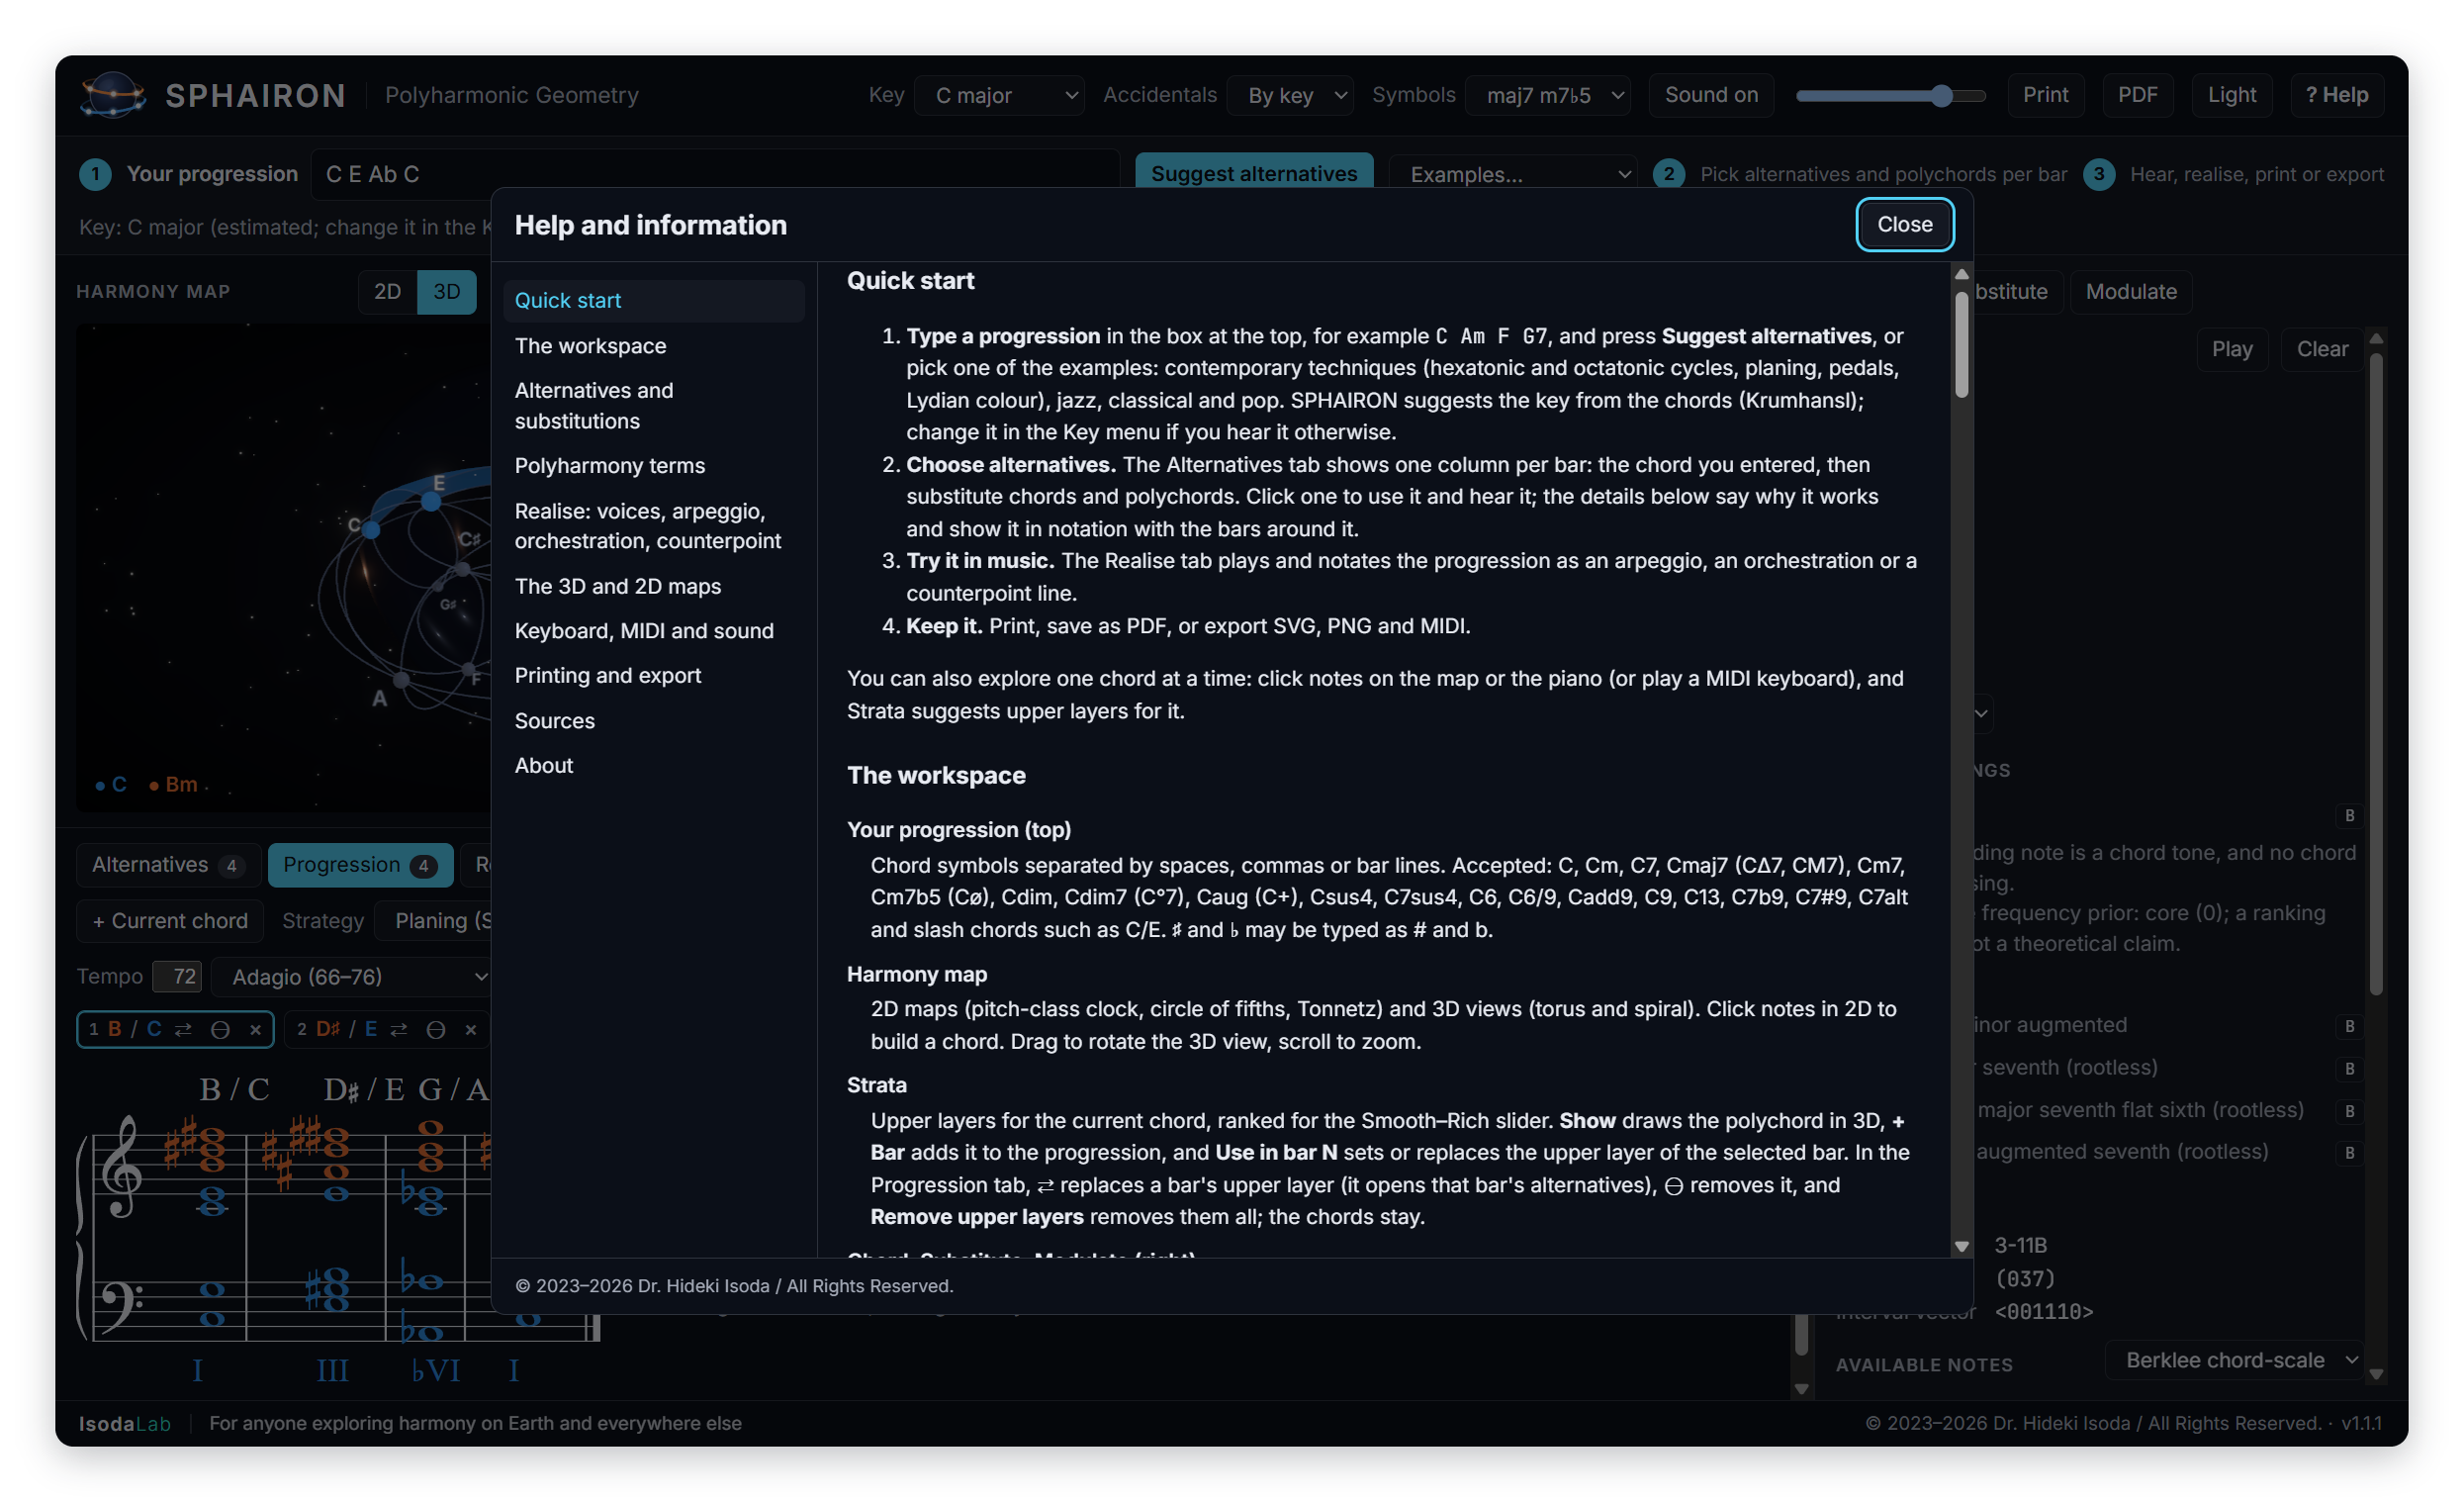 SPHAIRON
Polyharmonic Geometry
Key
C major
Accidentals
By key
Symbols
maj7 m7♭5
Sound on
Print
PDF
Light
? Help
1
Your progression
C E Ab C
Suggest alternatives
Examples...
2
Pick alternatives and polychords per bar
3
Hear, realise, print or export
Key: C major (estimated; change it in the
HARMONY MAP
2D
3D
Modulate
Play
Clear
E
C
C♯
G♯
A
F
C
Bm
Help and information
Close
Quick start
The workspace
Alternatives and
substitutions
Polyharmony terms
Realise: voices, arpeggio,
orchestration, counterpoint
The 3D and 2D maps
Keyboard, MIDI and sound
Printing and export
Sources
About
Quick start
1. Type a progression in the box at the top, for example C Am F G7, and press Suggest alternatives, or
pick one of the examples: contemporary techniques (hexatonic and octatonic cycles, planing, pedals,
Lydian colour), jazz, classical and pop. SPHAIRON suggests the key from the chords (Krumhansl);
change it in the Key menu if you hear it otherwise.
2. Choose alternatives. The Alternatives tab shows one column per bar: the chord you entered, then
substitute chords and polychords. Click one to use it and hear it; the details below say why it works
and show it in notation with the bars around it.
3. Try it in music. The Realise tab plays and notates the progression as an arpeggio, an orchestration or a
counterpoint line.
4. Keep it. Print, save as PDF, or export SVG, PNG and MIDI.
You can also explore one chord at a time: click notes on the map or the piano (or play a MIDI keyboard), and
Strata suggests upper layers for it.
The workspace
Your progression (top)
Chord symbols separated by spaces, commas or bar lines. Accepted: C, Cm, C7, Cmaj7 (CΔ7, CM7), Cm7,
Cm7b5 (Cø), Cdim, Cdim7 (C°7), Caug (C+), Csus4, C7sus4, C6, C6/9, Cadd9, C9, C13, C7b9, C7#9, C7alt
and slash chords such as C/E. ♯ and ♭ may be typed as # and b.
Harmony map
2D maps (pitch-class clock, circle of fifths, Tonnetz) and 3D views (torus and spiral). Click notes in 2D to
build a chord. Drag to rotate the 3D view, scroll to zoom.
Strata
Upper layers for the current chord, ranked for the Smooth–Rich slider. Show draws the polychord in 3D, +
Bar adds it to the progression, and Use in bar N sets or replaces the upper layer of the selected bar. In the
Progression tab, ⇄ replaces a bar's upper layer (it opens that bar's alternatives), ⊖ removes it, and
Remove upper layers removes them all; the chords stay.
© 2023–2026 Dr. Hideki Isoda / All Rights Reserved.
Alternatives 4
Progression 4
+ Current chord
Strategy
Planing
Tempo
72
Adagio (66–76)
1 B / C ⇄ ⊖ ×
2 D♯ / E ⇄ ⊖ ×
B / C
D♯ / E
G / A
I
III
♭VI
I
B
note is a chord tone, and no chord
frequency prior: core (0); a ranking
a theoretical claim.
augmented
B
seventh (rootless)
B
major seventh flat sixth (rootless)
B
augmented seventh (rootless)
B
3-11B
(037)
<001110>
AVAILABLE NOTES
Berklee chord-scale
IsodaLab
For anyone exploring harmony on Earth and everywhere else
© 2023–2026 Dr. Hideki Isoda / All Rights Reserved. · v1.1.1